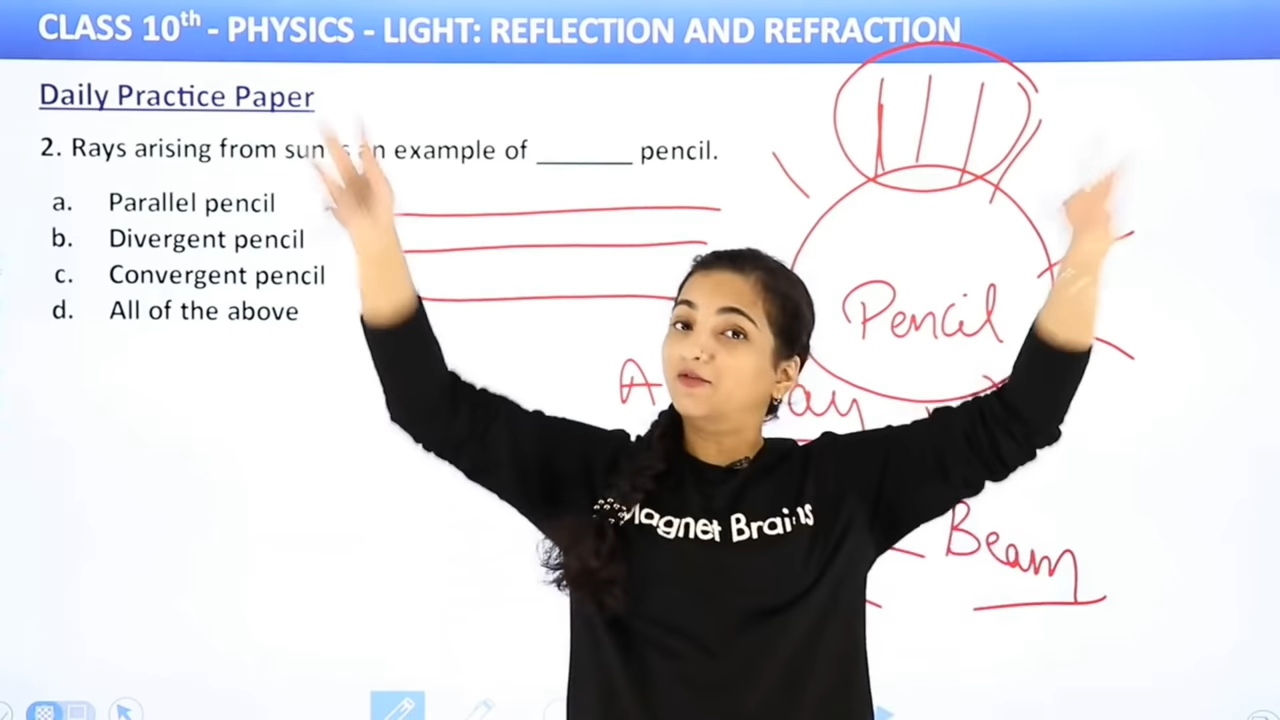 CLASS 10th - PHYSICS - LIGHT: REFLECTION AND REFRACTION
Daily Practice Paper
2. Rays arising from sun is an example of _______ pencil.
a. Parallel pencil
b. Divergent pencil
c. Convergent pencil
d. All of the above
Pencil
A
Beam
Magnet Brains